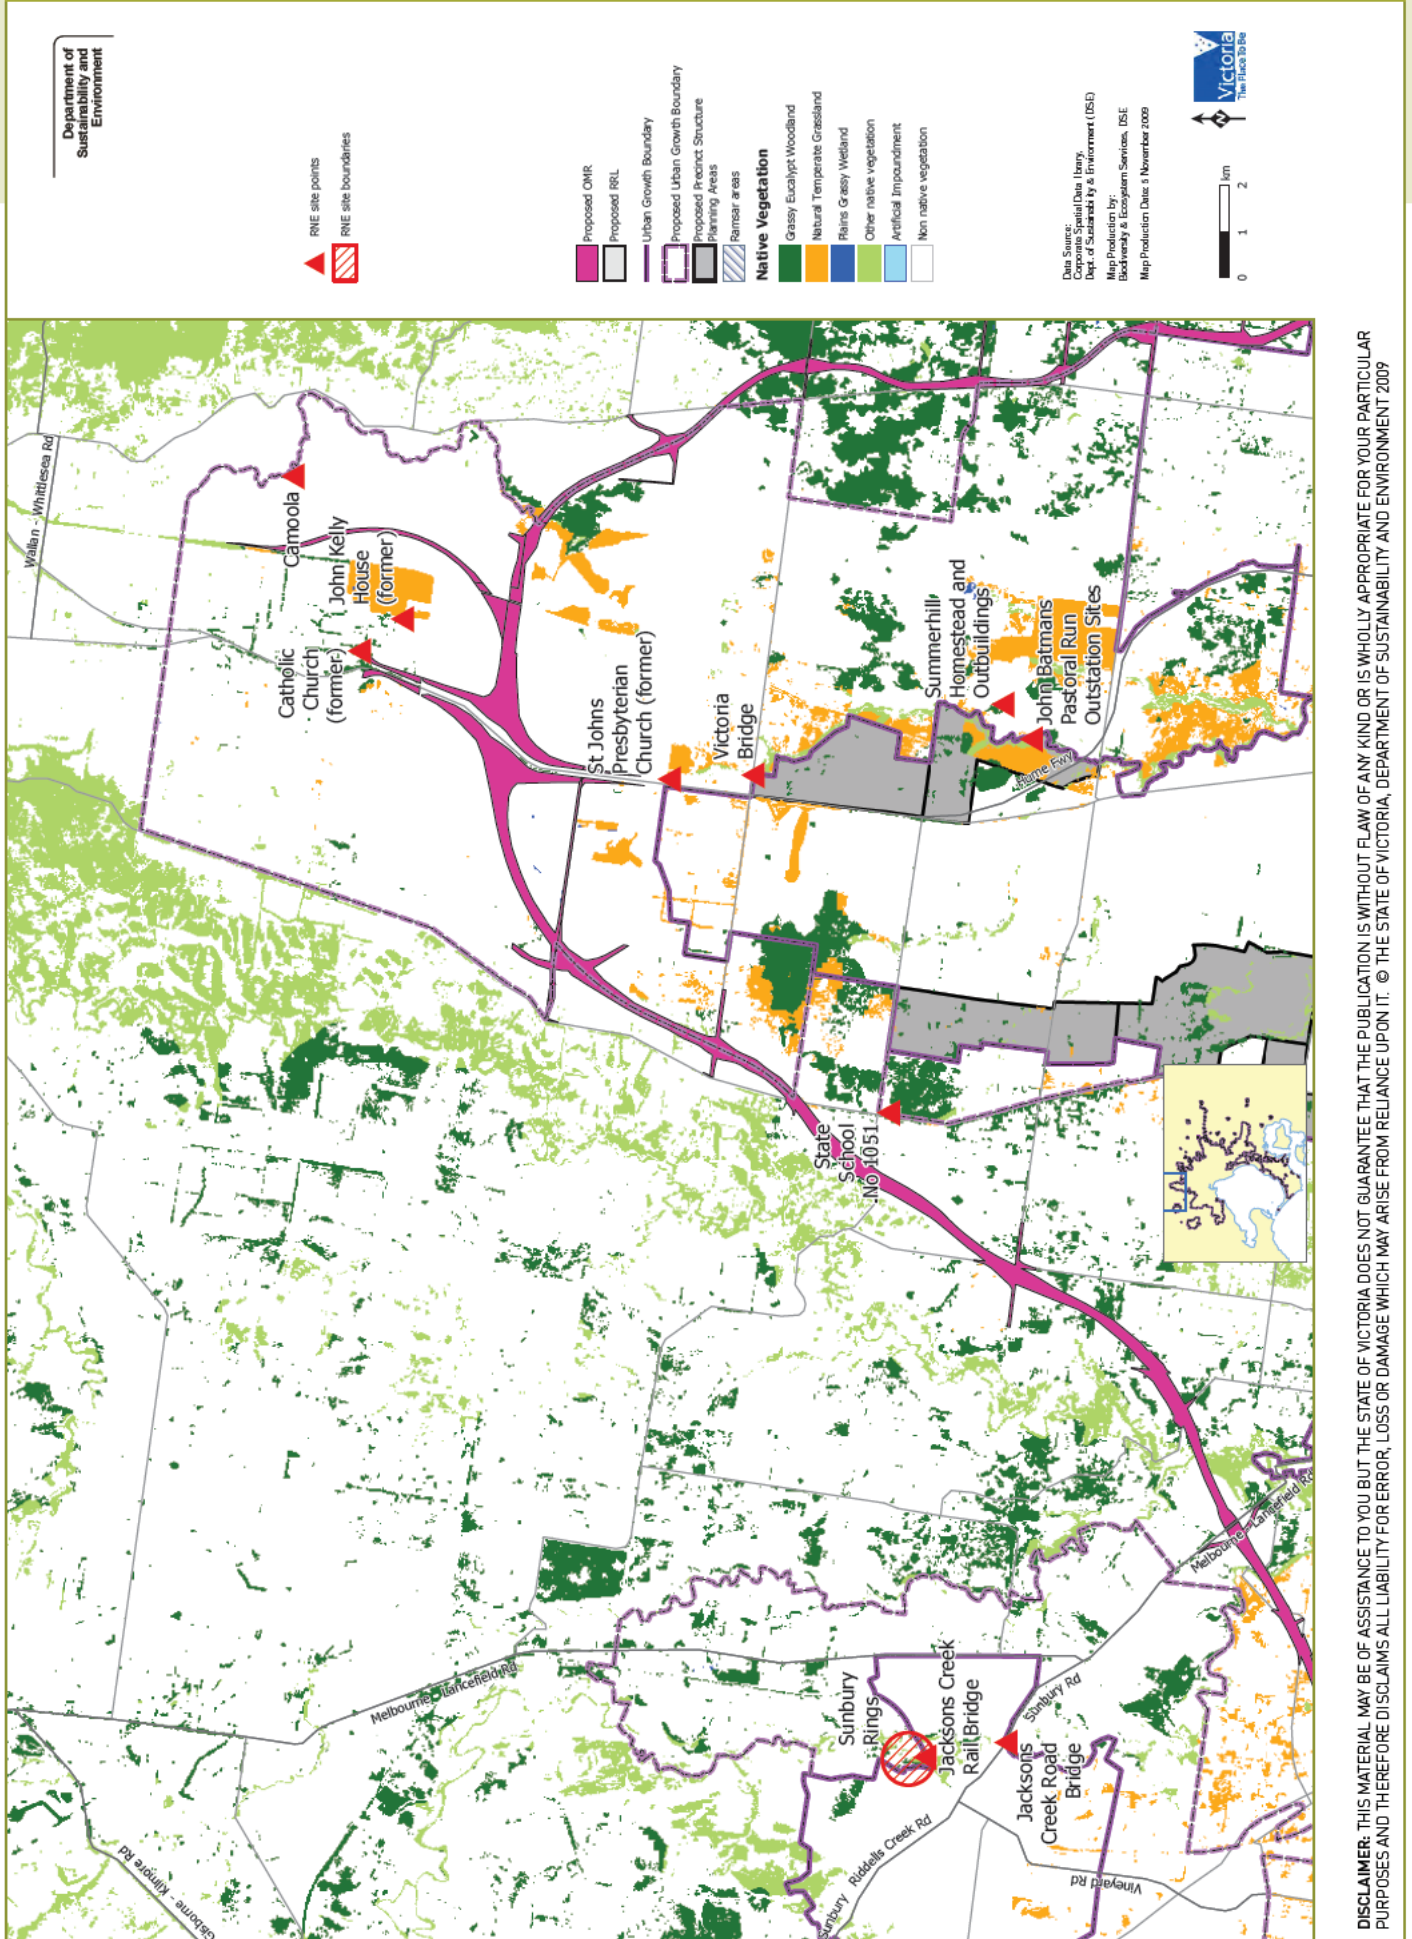 Department of
Sustainability and
Environment
RNE site points
RNE site boundaries
Proposed OMR
Proposed RRL
Urban Growth Boundary
Proposed Urban Growth Boundary
Proposed Precinct Structure
Planning Areas
Ramsar areas
Native Vegetation
Grassy Eucalypt Woodland
Natural Temperate Grassland
Plains Grassy Wetland
Other native vegetation
Artificial Impoundment
Non native vegetation
Data Source:
Corporate Spatial Data Library,
Dept. of Sustainability & Environment (DSE)
Map Production by:
Biodiversity & Ecosystem Services, DSE
Map Production Date: 5 November 2009
0 1 2 km
N
Victoria
The Place To Be
Wallan - Whittlesea Rd
Camoola
John Kelly
House
(former)
Catholic
Church
(former)
St Johns
Presbyterian
Church (former)
Victoria
Bridge
Summerhill
Homestead and
Outbuildings
John Batmans
Pastoral Run
Outstation Sites
Hume Fwy
State
School
No 1051
Melbourne - Lancefield Rd
Melbourne - Lancefield Rd
Sunbury
Rings
Jacksons Creek
Rail Bridge
Sunbury Rd
Jacksons
Creek Road
Bridge
Gisborne - Kilmore Rd
Sunbury Riddells Creek Rd
Vineyard Rd
DISCLAIMER: THIS MATERIAL MAY BE OF ASSISTANCE TO YOU BUT THE STATE OF VICTORIA DOES NOT GUARANTEE THAT THE PUBLICATION IS WITHOUT FLAW OF ANY KIND OR IS WHOLLY APPROPRIATE FOR YOUR PARTICULAR
PURPOSES AND THEREFORE DISCLAIMS ALL LIABILITY FOR ERROR, LOSS OR DAMAGE WHICH MAY ARISE FROM RELIANCE UPON IT. © THE STATE OF VICTORIA, DEPARTMENT OF SUSTAINABILITY AND ENVIRONMENT 2009